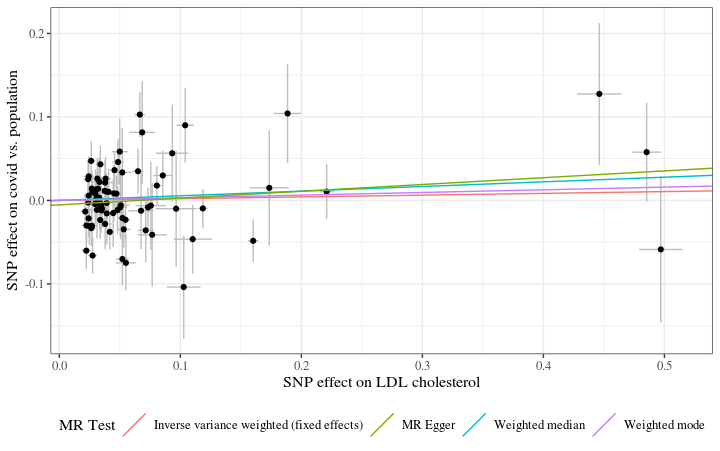 0.2
0.1
0.0
-0.1
SNP effect on covid vs. population
0.0 0.1 0.2 0.3 0.4 0.5
SNP effect on LDL cholesterol
MR Test Inverse variance weighted (fixed effects) MR Egger Weighted median Weighted mode